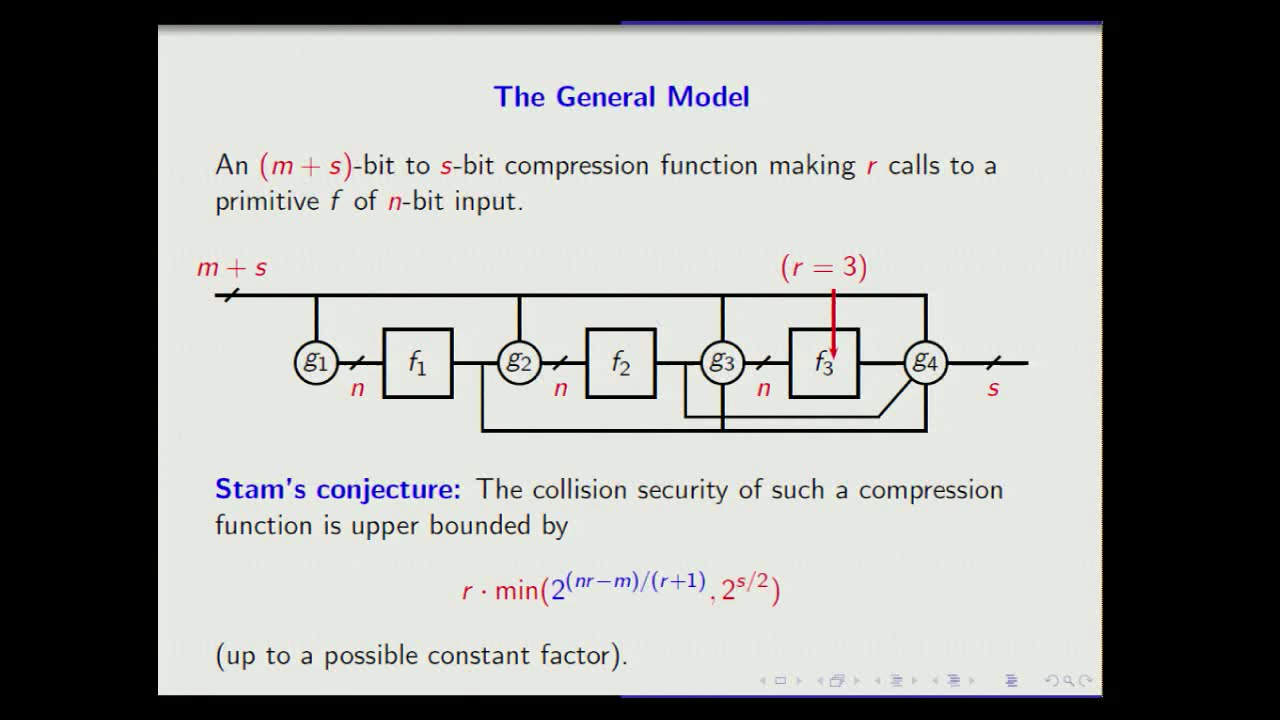 The General Model
An (m + s)-bit to s-bit compression function making r calls to a
primitive f of n-bit input.
m + s
(r = 3)
g₁ f₁ g₂ f₂ g₃ f₃ g₄
n n n s
Stam's conjecture: The collision security of such a compression
function is upper bounded by
r · min(2^{(nr−m)/(r+1)}, 2^{s/2})
(up to a possible constant factor).